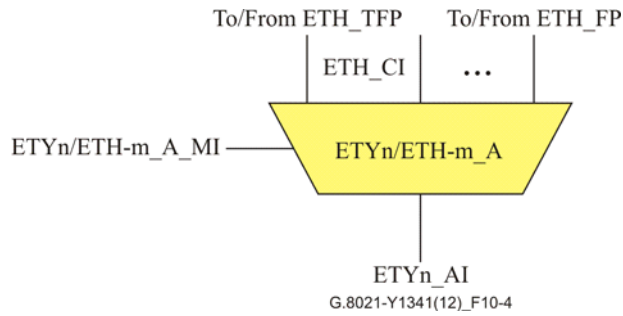 To/From ETH_TFP To/From ETH_FP
ETH_CI ...
ETYn/ETH-m_A_MI ETYn/ETH-m_A
ETYn_AI
G.8021-Y1341(12)_F10-4